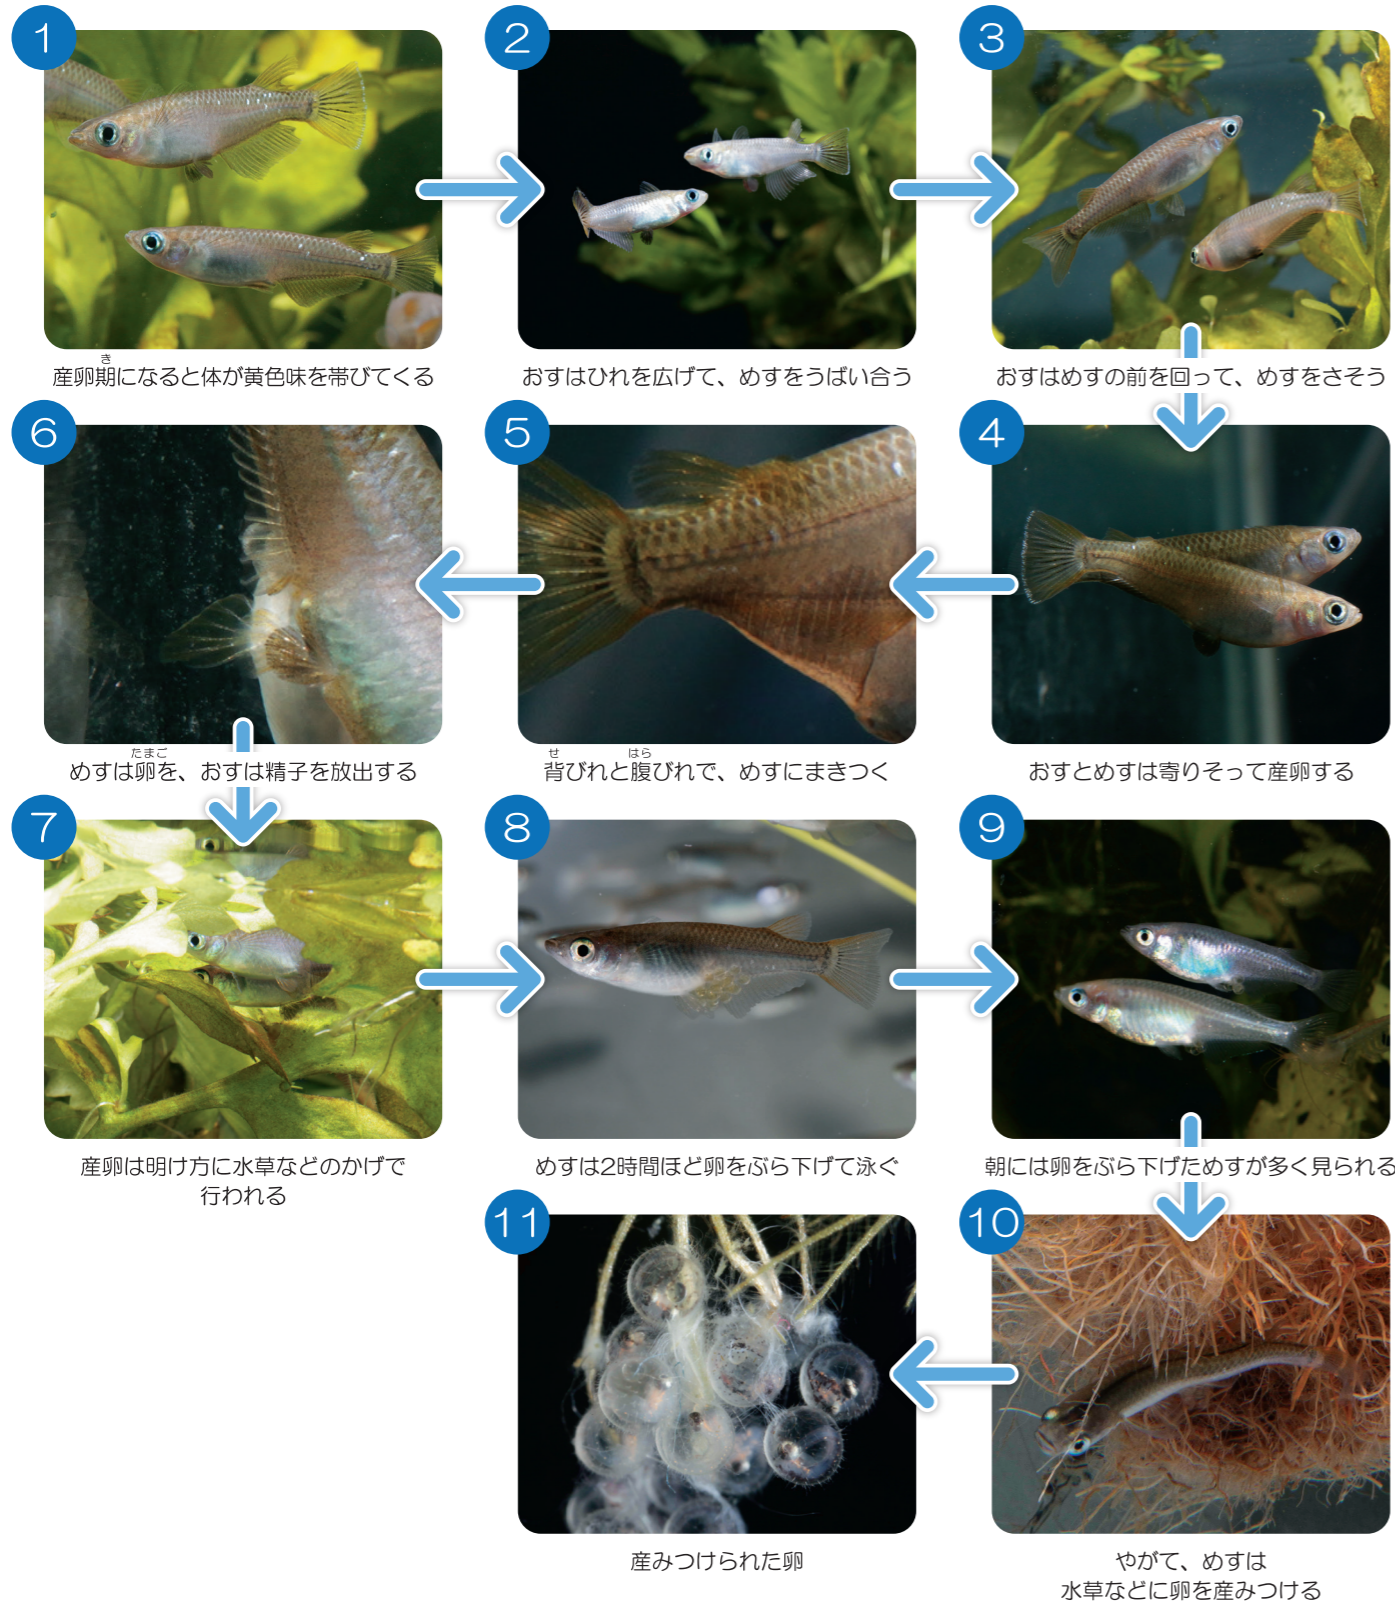 1
産卵期になると体が黄色味を帯びてくる
き
2
おすはひれを広げて、めすをうばい合う
3
おすはめすの前を回って、めすをさそう
4
おすとめすは寄りそって産卵する
5
背びれと腹びれで、めすにまきつく
せ
はら
6
めすは卵を、おすは精子を放出する
たまご
7
産卵は明け方に水草などのかげで
行われる
8
めすは2時間ほど卵をぶら下げて泳ぐ
9
朝には卵をぶら下げためすが多く見られる
10
やがて、めすは
水草などに卵を産みつける
11
産みつけられた卵